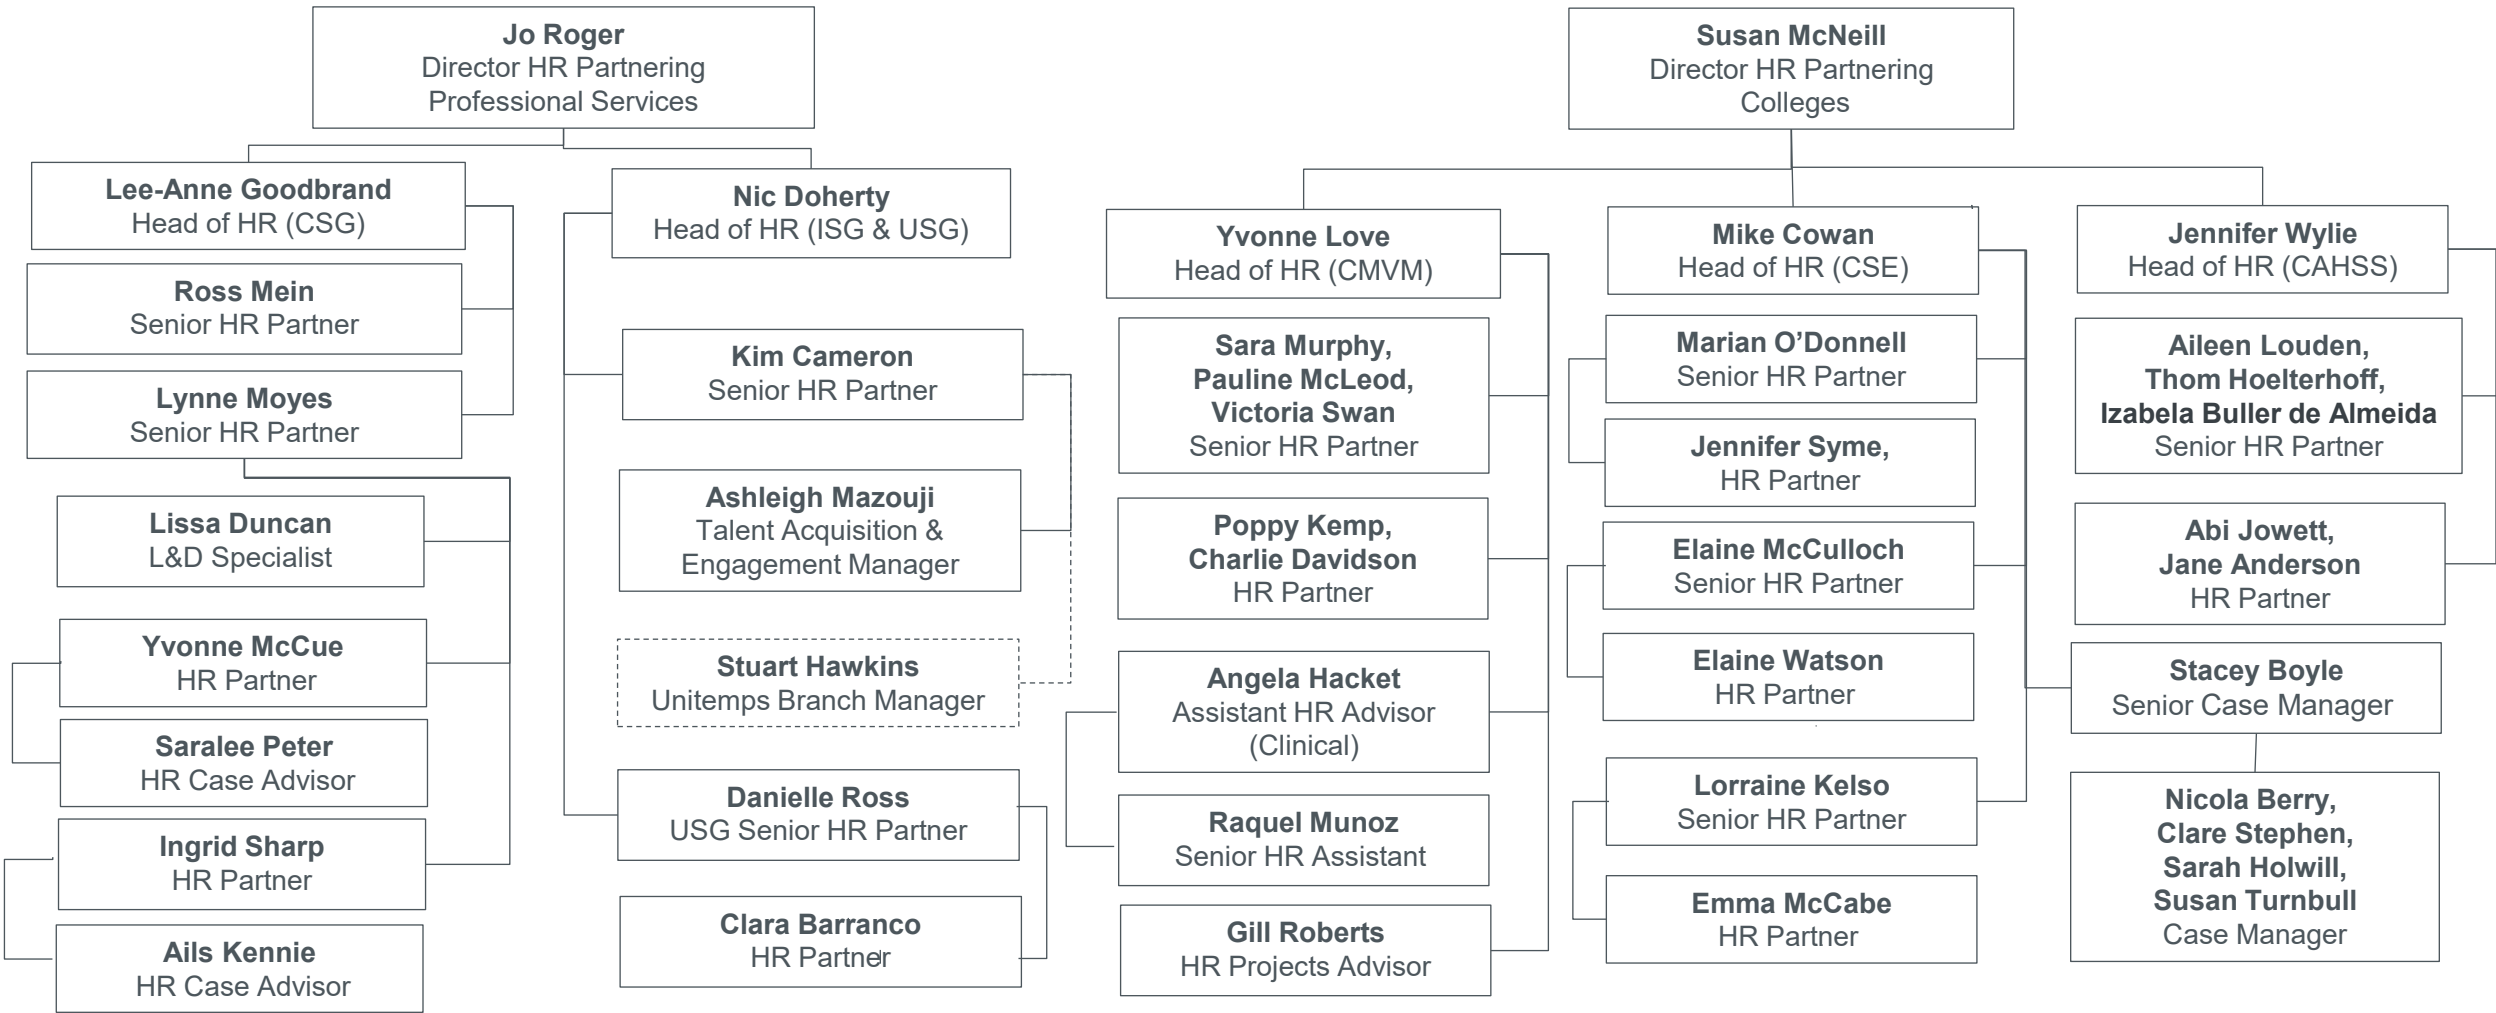 Jo Roger
Director HR Partnering
Professional Services
Susan McNeill
Director HR Partnering
Colleges
Lee-Anne Goodbrand
Head of HR (CSG)
Ross Mein
Senior HR Partner
Lynne Moyes
Senior HR Partner
Lissa Duncan
L&D Specialist
Yvonne McCue
HR Partner
Saralee Peter
HR Case Advisor
Ingrid Sharp
HR Partner
Ails Kennie
HR Case Advisor
Nic Doherty
Head of HR (ISG & USG)
Kim Cameron
Senior HR Partner
Ashleigh Mazouji
Talent Acquisition &
Engagement Manager
Stuart Hawkins
Unitemps Branch Manager
Danielle Ross
USG Senior HR Partner
Clara Barranco
HR Partner
Yvonne Love
Head of HR (CMVM)
Sara Murphy,
Pauline McLeod,
Victoria Swan
Senior HR Partner
Poppy Kemp,
Charlie Davidson
HR Partner
Angela Hacket
Assistant HR Advisor
(Clinical)
Raquel Munoz
Senior HR Assistant
Gill Roberts
HR Projects Advisor
Mike Cowan
Head of HR (CSE)
Marian O’Donnell
Senior HR Partner
Jennifer Syme,
HR Partner
Elaine McCulloch
Senior HR Partner
Elaine Watson
HR Partner
Lorraine Kelso
Senior HR Partner
Emma McCabe
HR Partner
Jennifer Wylie
Head of HR (CAHSS)
Aileen Louden,
Thom Hoelterhoff,
Izabela Buller de Almeida
Senior HR Partner
Abi Jowett,
Jane Anderson
HR Partner
Stacey Boyle
Senior Case Manager
Nicola Berry,
Clare Stephen,
Sarah Holwill,
Susan Turnbull
Case Manager